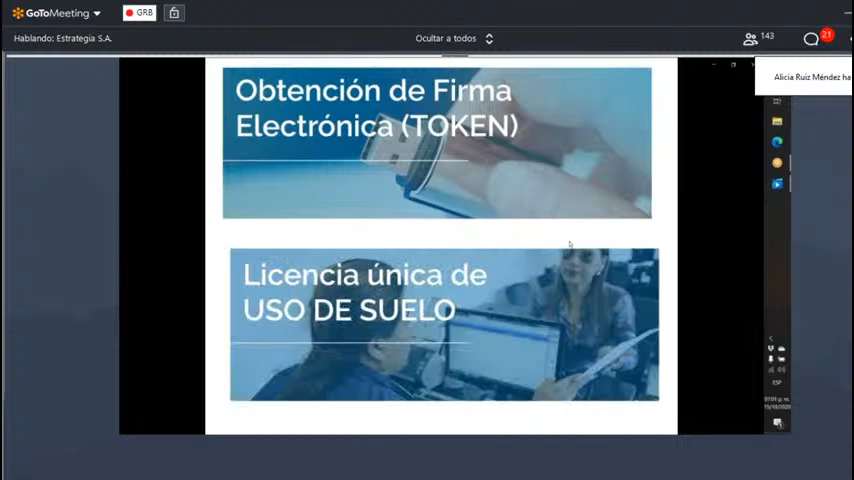 GoToMeeting
GRB
Hablando: Estrategia S.A.
Ocultar a todos
143
21
Alicia Ruiz Méndez ha
Obtención de Firma
Electrónica (TOKEN)
Licencia única de
USO DE SUELO
ESP